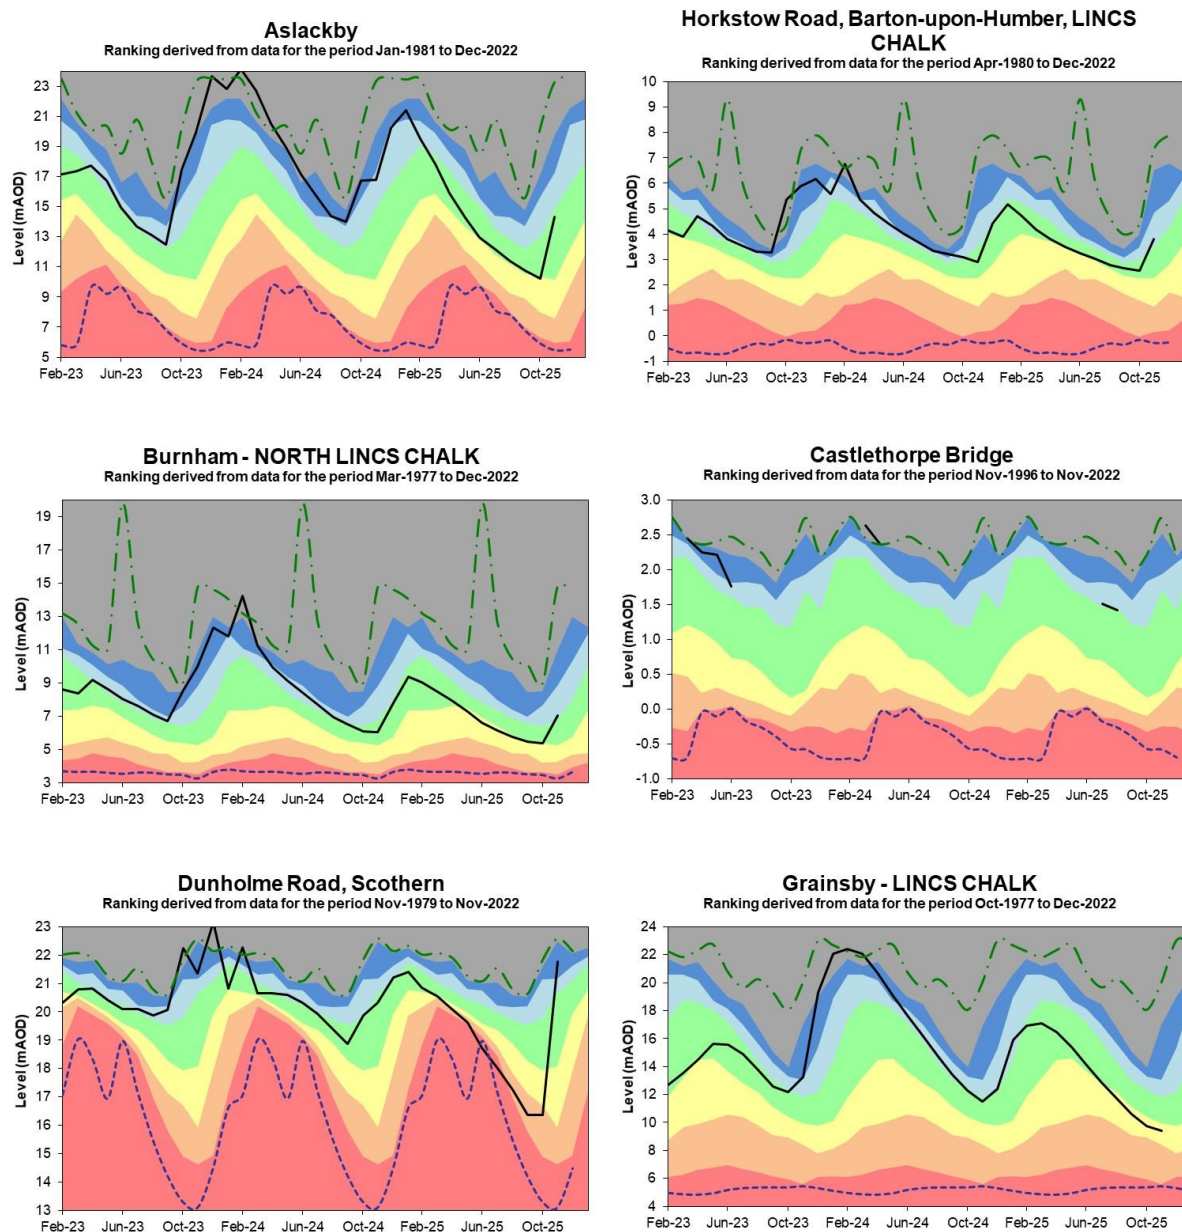 Aslackby
Ranking derived from data for the period Jan-1981 to Dec-2022
Level (mAOD)
23
21
19
17
15
13
11
9
7
5
Feb-23 Jun-23 Oct-23 Feb-24 Jun-24 Oct-24 Feb-25 Jun-25 Oct-25
Horkstow Road, Barton-upon-Humber, LINCS
CHALK
Ranking derived from data for the period Apr-1980 to Dec-2022
Level (mAOD)
10
9
8
7
6
5
4
3
2
1
0
-1
Feb-23 Jun-23 Oct-23 Feb-24 Jun-24 Oct-24 Feb-25 Jun-25 Oct-25
Burnham - NORTH LINCS CHALK
Ranking derived from data for the period Mar-1977 to Dec-2022
Level (mAOD)
19
17
15
13
11
9
7
5
3
Feb-23 Jun-23 Oct-23 Feb-24 Jun-24 Oct-24 Feb-25 Jun-25 Oct-25
Castlethorpe Bridge
Ranking derived from data for the period Nov-1996 to Nov-2022
Level (mAOD)
3.0
2.5
2.0
1.5
1.0
0.5
0.0
-0.5
-1.0
Feb-23 Jun-23 Oct-23 Feb-24 Jun-24 Oct-24 Feb-25 Jun-25 Oct-25
Dunholme Road, Scothern
Ranking derived from data for the period Nov-1979 to Nov-2022
Level (mAOD)
23
22
21
20
19
18
17
16
15
14
13
Feb-23 Jun-23 Oct-23 Feb-24 Jun-24 Oct-24 Feb-25 Jun-25 Oct-25
Grainsby - LINCS CHALK
Ranking derived from data for the period Oct-1977 to Dec-2022
Level (mAOD)
24
22
20
18
16
14
12
10
8
6
4
Feb-23 Jun-23 Oct-23 Feb-24 Jun-24 Oct-24 Feb-25 Jun-25 Oct-25